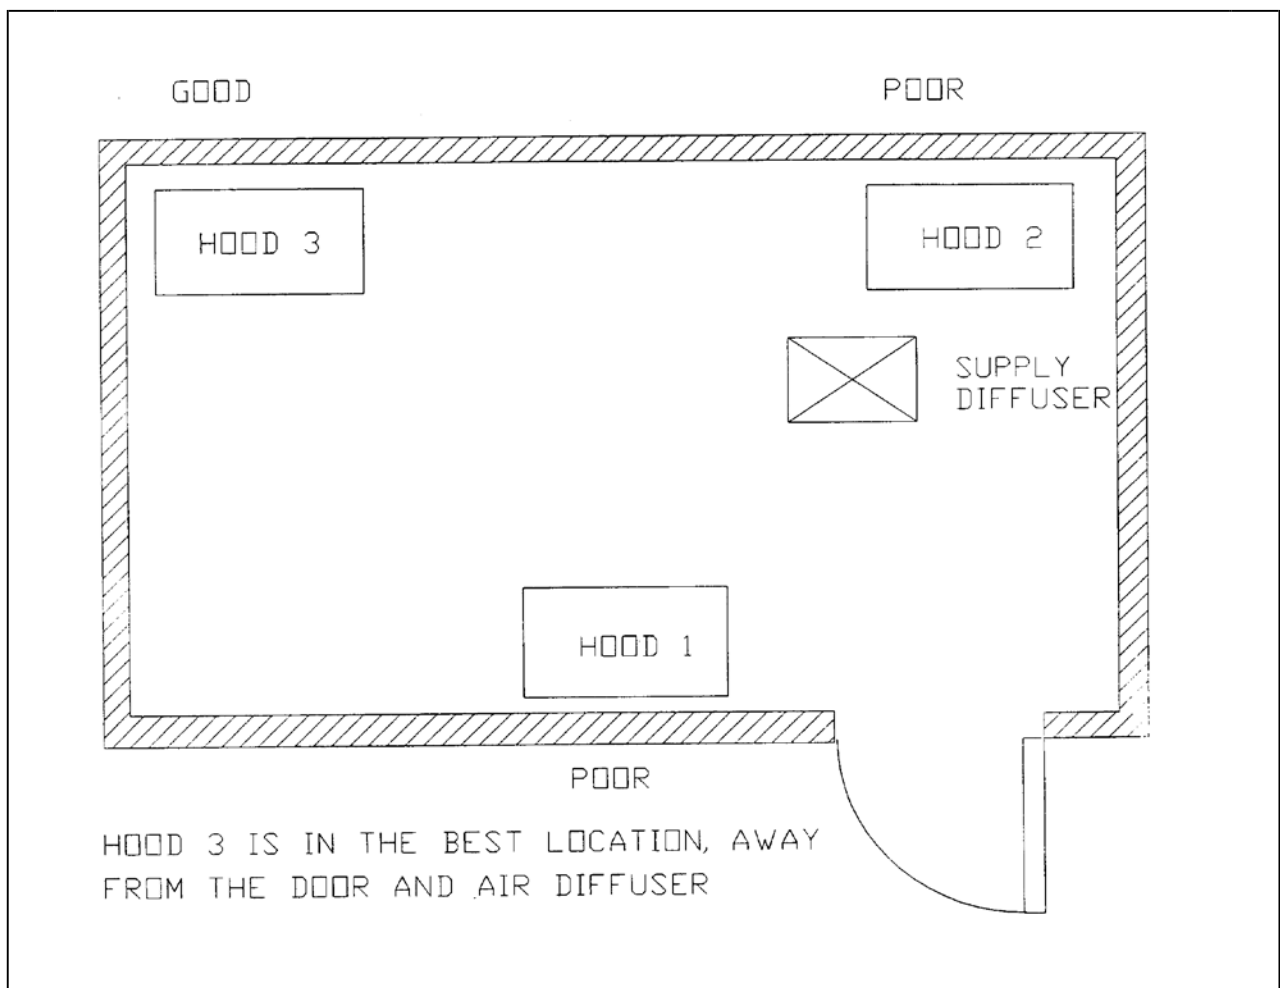 GOOD
POOR
HOOD 3
HOOD 2
SUPPLY
DIFFUSER
HOOD 1
POOR
HOOD 3 IS IN THE BEST LOCATION, AWAY
FROM THE DOOR AND AIR DIFFUSER